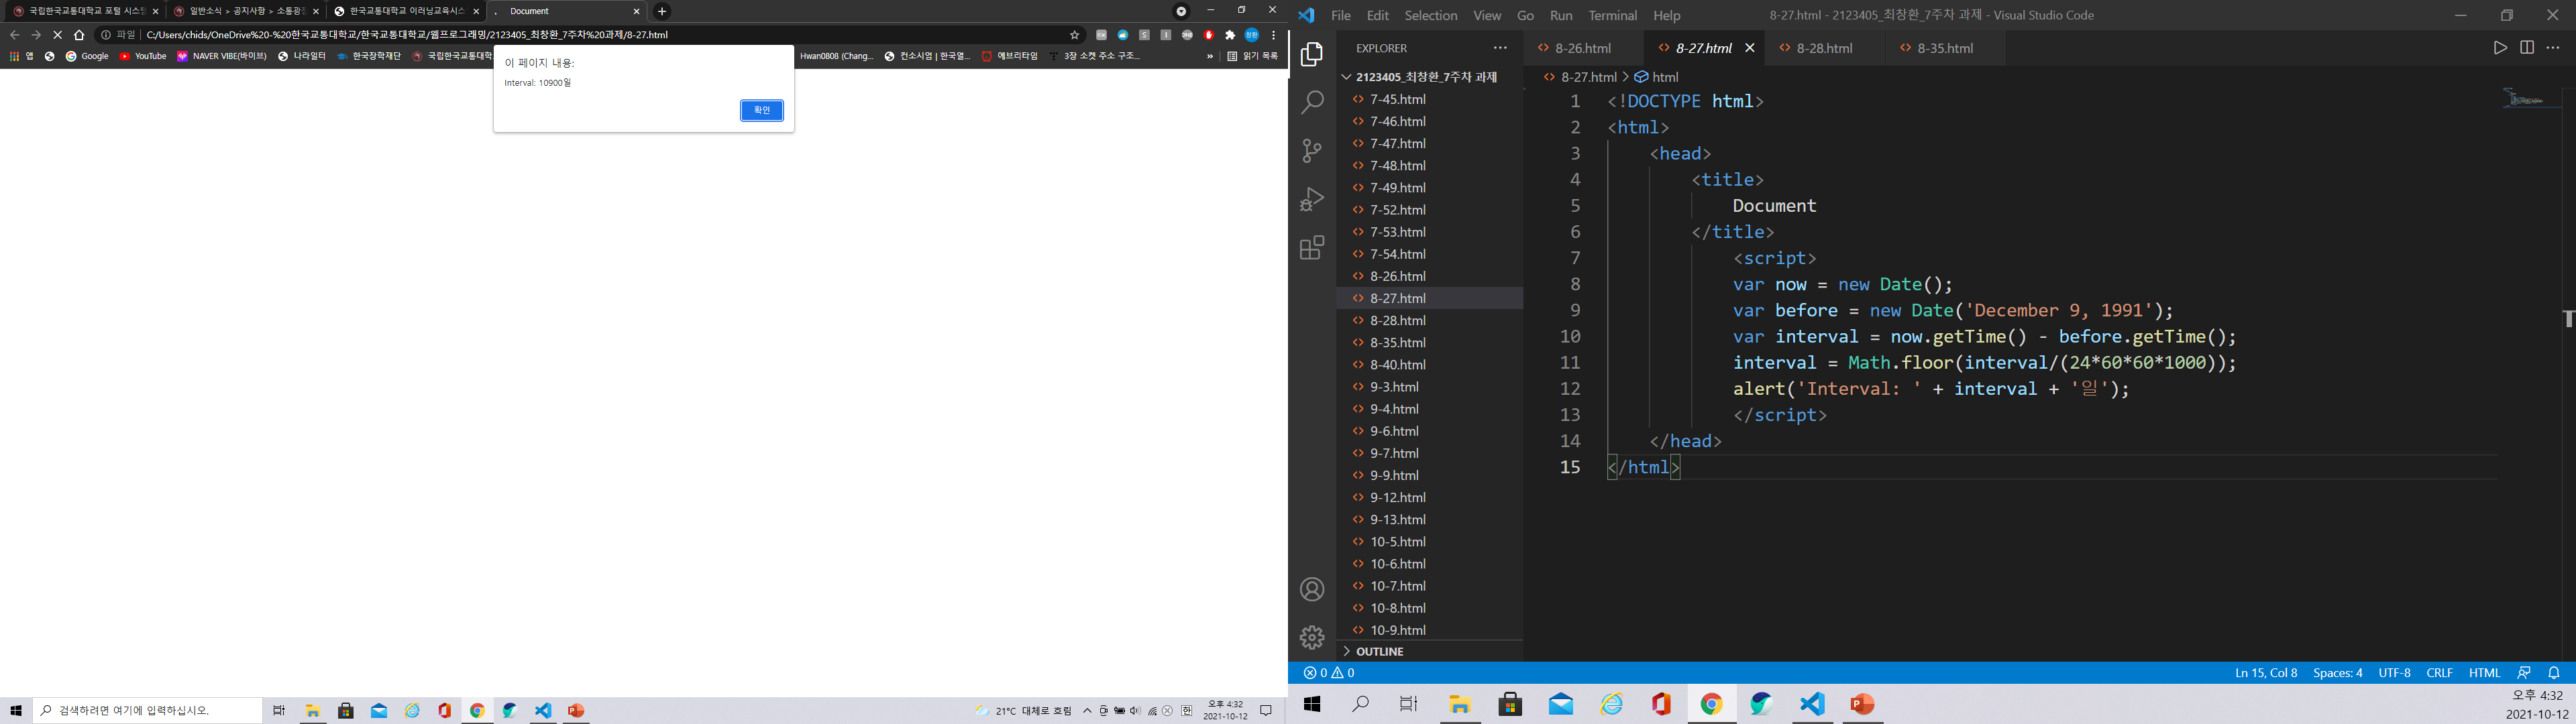 국립한국교통대학교 포털 시스템
일반소식 > 공지사항 > 소통광장
한국교통대학교 이러닝교육시스
Document
파일
C:/Users/chids/OneDrive%20-%20한국교통대학교/한국교통대학교/웹프로그래밍/2123405_최창환_7주차%20과제/8-27.html
앱
Google
YouTube
NAVER VIBE(바이브)
나라일터
한국장학재단
국립한국교통대학
Hwan0808 (Chang...
컨소시엄 | 한국열...
에브리타임
3장 소켓 주소 구조...
»
읽기 목록
이 페이지 내용:
Interval: 10900일
확인
검색하려면 여기에 입력하십시오.
21°C 대체로 흐림
오후 4:32
2021-10-12
File Edit Selection View Go Run Terminal Help
8-27.html - 2123405_최창환_7주차 과제 - Visual Studio Code
EXPLORER
2123405_최창환_7주차 과제
7-45.html
7-46.html
7-47.html
7-48.html
7-49.html
7-52.html
7-53.html
7-54.html
8-26.html
8-27.html
8-28.html
8-35.html
8-40.html
9-3.html
9-4.html
9-6.html
9-7.html
9-9.html
9-12.html
9-13.html
10-5.html
10-6.html
10-7.html
10-8.html
10-9.html
OUTLINE
8-26.html
8-27.html
8-28.html
8-35.html
8-27.html > html
1 <!DOCTYPE html>
2 <html>
3 <head>
4 <title>
5 Document
6 </title>
7 <script>
8 var now = new Date();
9 var before = new Date('December 9, 1991');
10 var interval = now.getTime() - before.getTime();
11 interval = Math.floor(interval/(24*60*60*1000));
12 alert('Interval: ' + interval + '일');
13 </script>
14 </head>
15 </html>
0 0
Ln 15, Col 8
Spaces: 4
UTF-8
CRLF
HTML
오후 4:32
2021-10-12